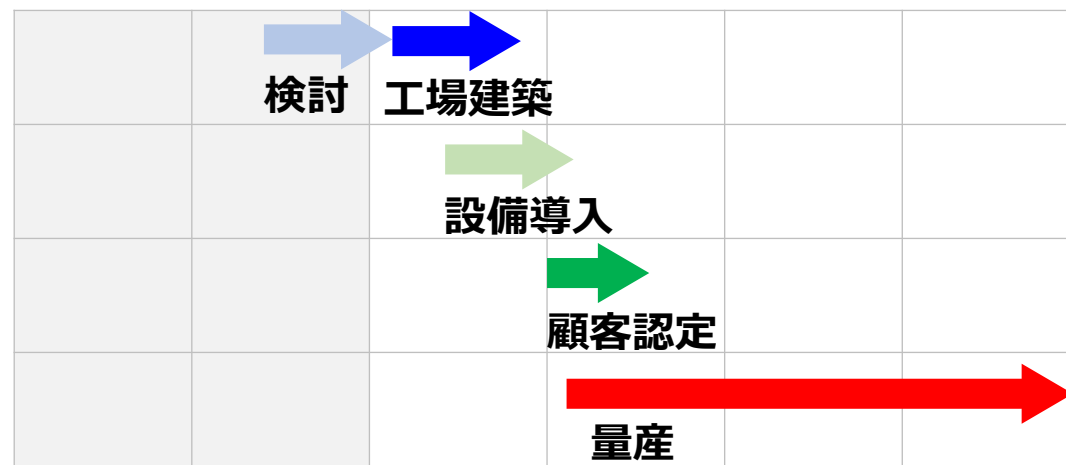 検討 工場建築
設備導入
顧客認定
量産